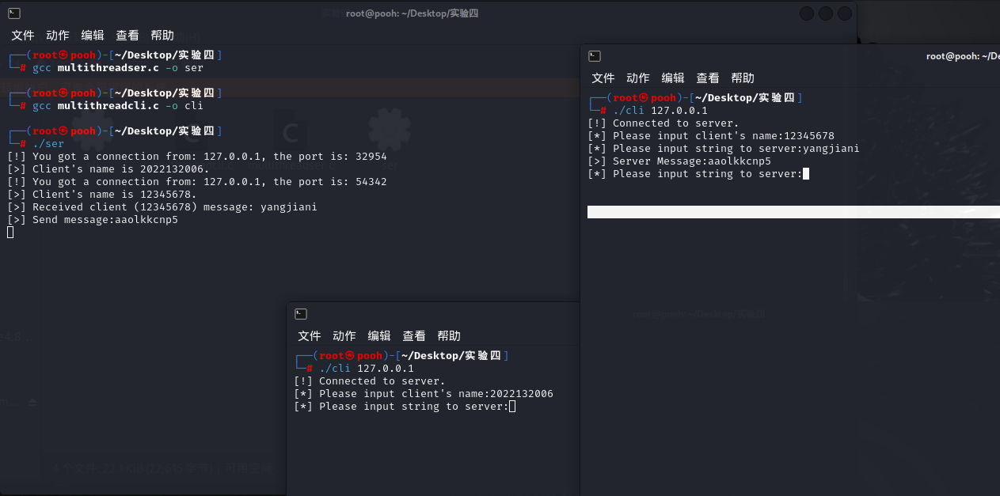 root@pooh: ~/Desktop/实验四
文件 动作 编辑 查看 帮助
┌──(root㉿pooh)-[~/Desktop/实验四]
└─# gcc multithreadser.c -o ser
┌──(root㉿pooh)-[~/Desktop/实验四]
└─# gcc multithreadcli.c -o cli
┌──(root㉿pooh)-[~/Desktop/实验四]
└─# ./ser
[!] You got a connection from: 127.0.0.1, the port is: 32954
[>] Client's name is 2022132006.
[!] You got a connection from: 127.0.0.1, the port is: 54342
[>] Client's name is 12345678.
[>] Received client (12345678) message: yangjiani
[>] Send message:aaolkkcnp5
root@pooh: ~/De
文件 动作 编辑 查看 帮助
┌──(root㉿pooh)-[~/Desktop/实验四]
└─# ./cli 127.0.0.1
[!] Connected to server.
[*] Please input client's name:12345678
[*] Please input string to server:yangjiani
[>] Server Message:aaolkkcnp5
[*] Please input string to server:
文件 动作 编辑 查看 帮助
┌──(root㉿pooh)-[~/Desktop/实验四]
└─# ./cli 127.0.0.1
[!] Connected to server.
[*] Please input client's name:2022132006
[*] Please input string to server: